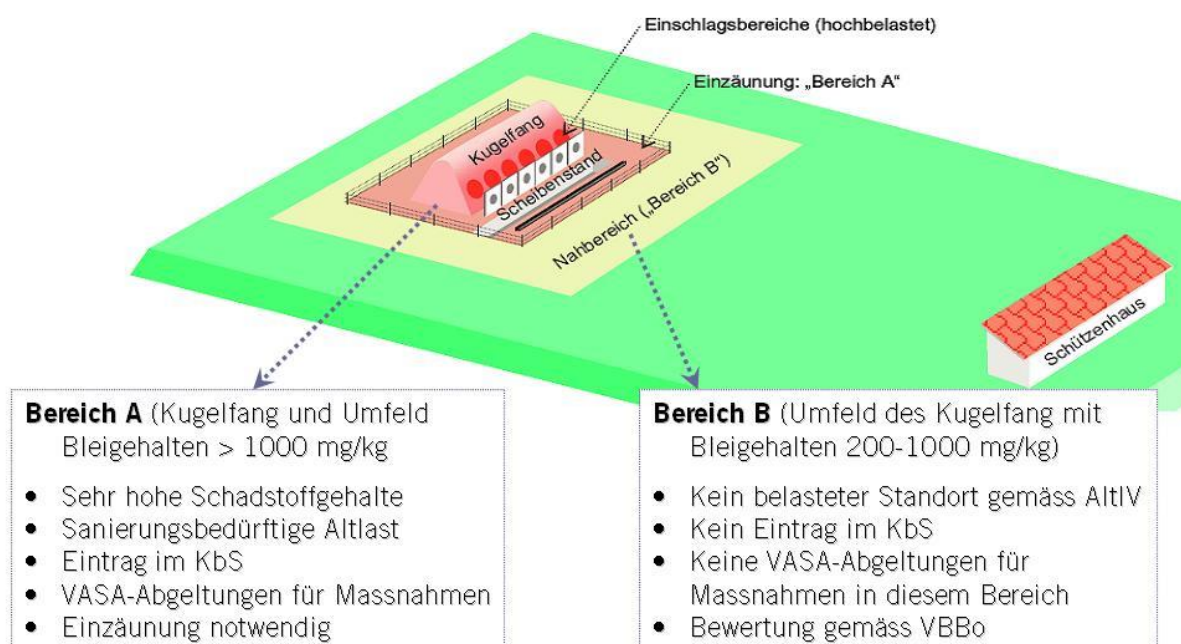 Einschlagsbereiche (hochbelastet)
Einzäunung: „Bereich A“
Kugelfang
Scheibenstand
Nahbereich („Bereich B“)
Schützenhaus
Bereich A (Kugelfang und Umfeld
Bleigehalten > 1000 mg/kg
• Sehr hohe Schadstoffgehalte
• Sanierungsbedürftige Altlast
• Eintrag im KbS
• VASA-Abgeltungen für Massnahmen
• Einzäunung notwendig
Bereich B (Umfeld des Kugelfang mit
Bleigehalten 200-1000 mg/kg)
• Kein belasteter Standort gemäss AltlV
• Kein Eintrag im KbS
• Keine VASA-Abgeltungen für
Massnahmen in diesem Bereich
• Bewertung gemäss VBBo